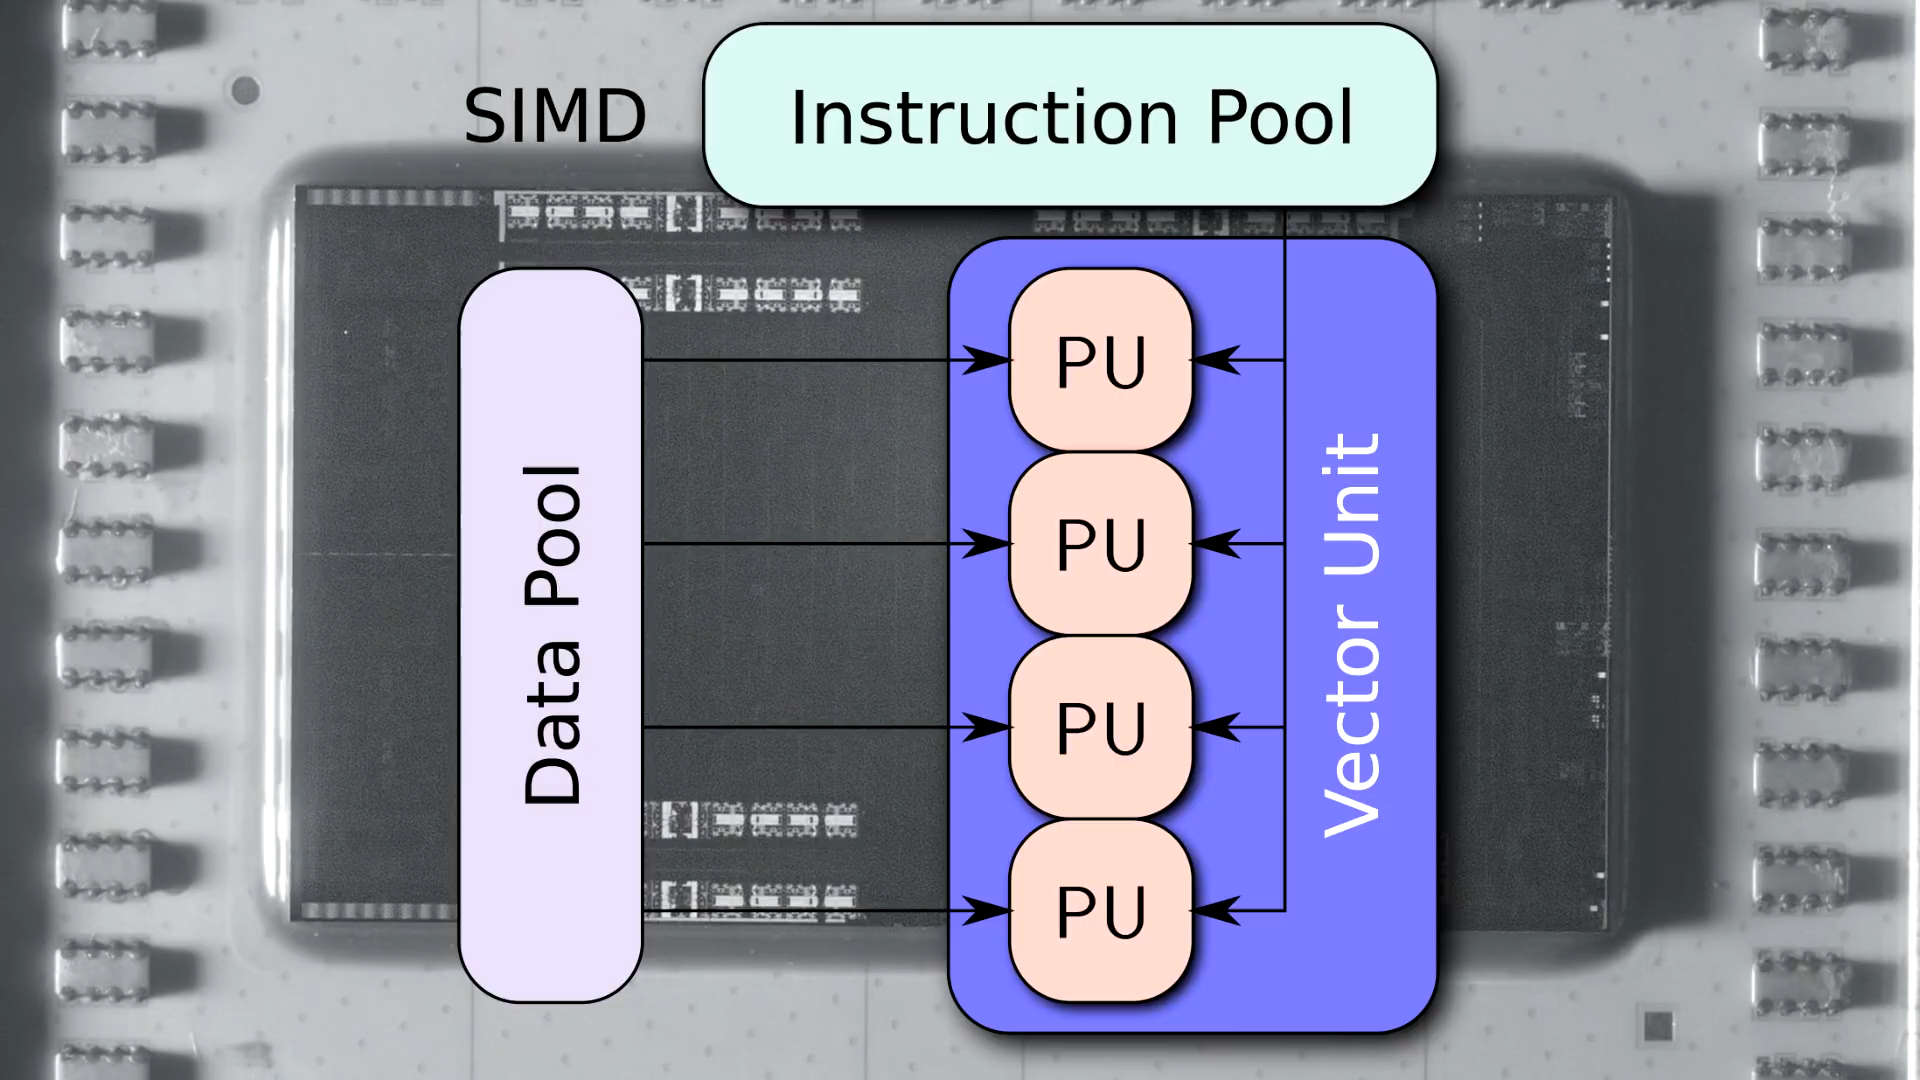 SIMD
Instruction Pool
Data Pool
PU
PU
PU
PU
Vector Unit